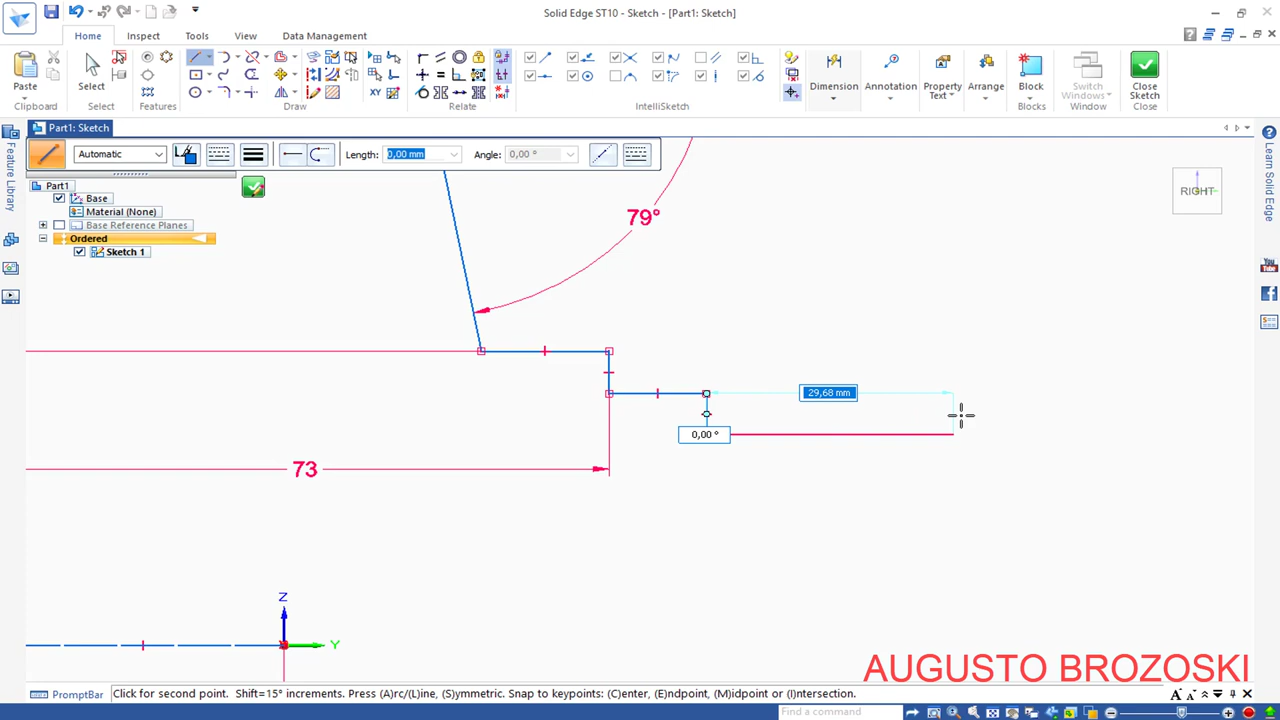 Solid Edge ST10 - Sketch - [Part1: Sketch]
Home
Inspect
Tools
View
Data Management
Paste
Clipboard
Select
Select
Features
Draw
Relate
IntelliSketch
XY
Dimension
Annotation
Property Text
Arrange
Block
Blocks
Switch Windows
Window
Close Sketch
Close
Part1: Sketch
Automatic
Length:
0,00 mm
Angle:
0,00 °
Feature Library
Part1
Base
Material (None)
Base Reference Planes
Ordered
Sketch 1
Learn Solid Edge
You Tube
RIGHT
79°
29,68 mm
0,00 °
73
Z
Y
AUGUSTO BROZOSKI
PromptBar
Click for second point. Shift=15° increments. Press (A)rc/(L)ine, (S)ymmetric. Snap to keypoints: (C)enter, (E)ndpoint, (M)idpoint or (I)ntersection.
Find a command